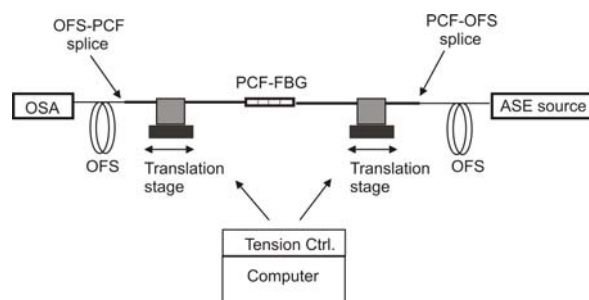 OFS-PCF
splice
PCF-OFS
splice
PCF-FBG
OSA
ASE source
OFS
OFS
Translation
stage
Translation
stage
Tension Ctrl.
Computer